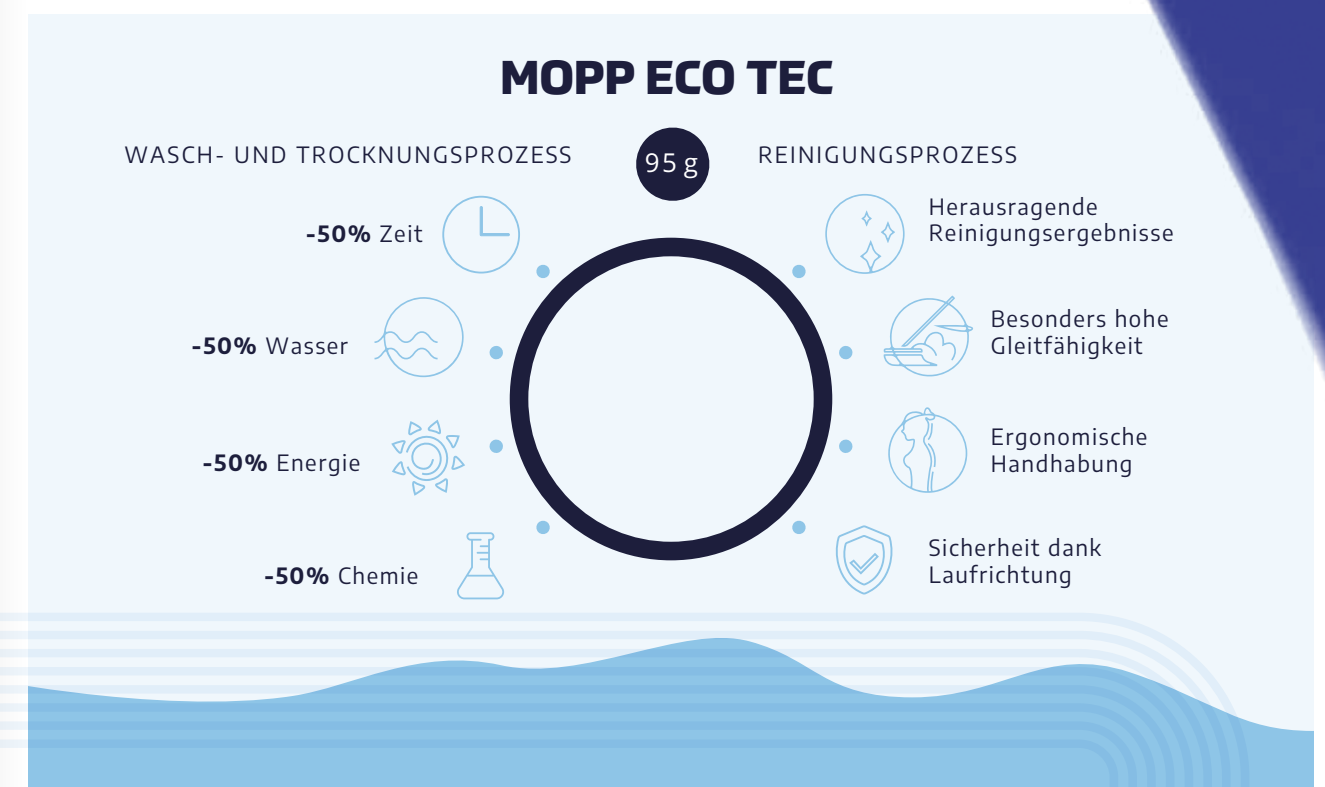 MOPP ECO TEC
WASCH- UND TROCKNUNGSPROZESS
95 g
REINIGUNGSPROZESS
-50% Zeit
-50% Wasser
-50% Energie
-50% Chemie
Herausragende
Reinigungsergebnisse
Besonders hohe
Gleitfähigkeit
Ergonomische
Handhabung
Sicherheit dank
Laufrichtung